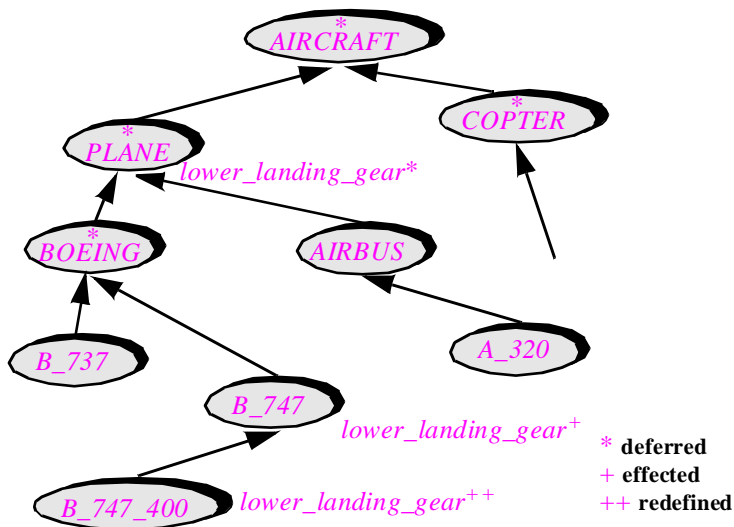 *
AIRCRAFT
*
COPTER
*
PLANE
lower_landing_gear*
*
BOEING
AIRBUS
B_737
A_320
B_747
lower_landing_gear+
B_747_400
lower_landing_gear++
* deferred
+ effected
++ redefined